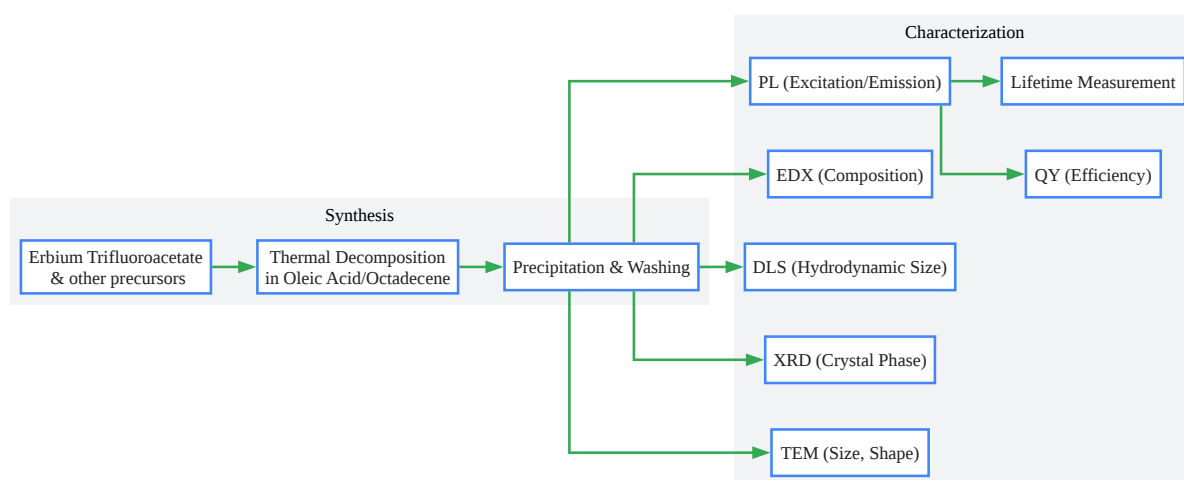 Characterization
PL (Excitation/Emission)
Lifetime Measurement
EDX (Composition)
QY (Efficiency)
Synthesis
Erbium Trifluoroacetate
& other precursors
Thermal Decomposition
in Oleic Acid/Octadecene
Precipitation & Washing
DLS (Hydrodynamic Size)
XRD (Crystal Phase)
TEM (Size, Shape)